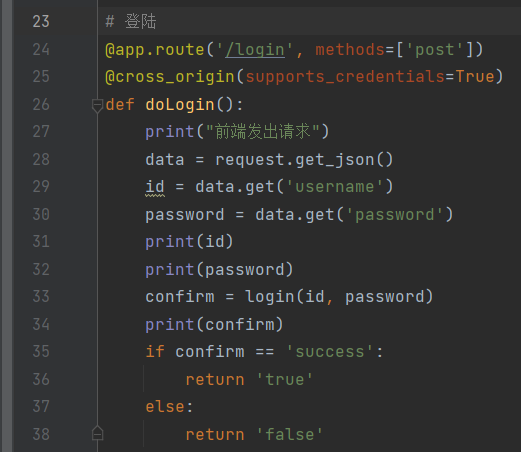 23 # 登陆
24 @app.route('/login', methods=['post'])
25 @cross_origin(supports_credentials=True)
26 def doLogin():
27     print("前端发出请求")
28     data = request.get_json()
29     id = data.get('username')
30     password = data.get('password')
31     print(id)
32     print(password)
33     confirm = login(id, password)
34     print(confirm)
35     if confirm == 'success':
36         return 'true'
37     else:
38         return 'false'